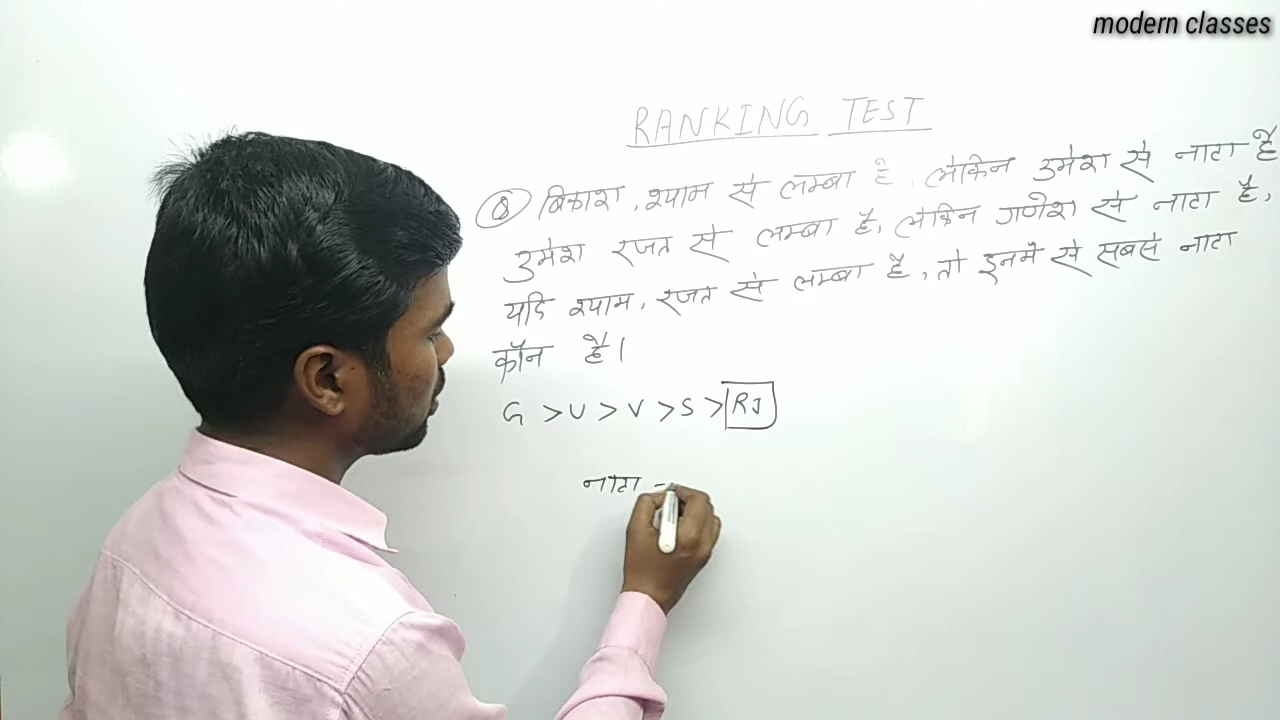 modern classes
RANKING TEST
⑧ विकाश, श्याम से लम्बा है, लेकिन उमेश से नाटा है
उमेश रजत से लम्बा है, लेकिन गणेश से नाटा है,
यदि श्याम, रजत से लम्बा है, तो इनमे से सबसे नाटा
कौन है।
G > U > V > S > RJ
नाटा -